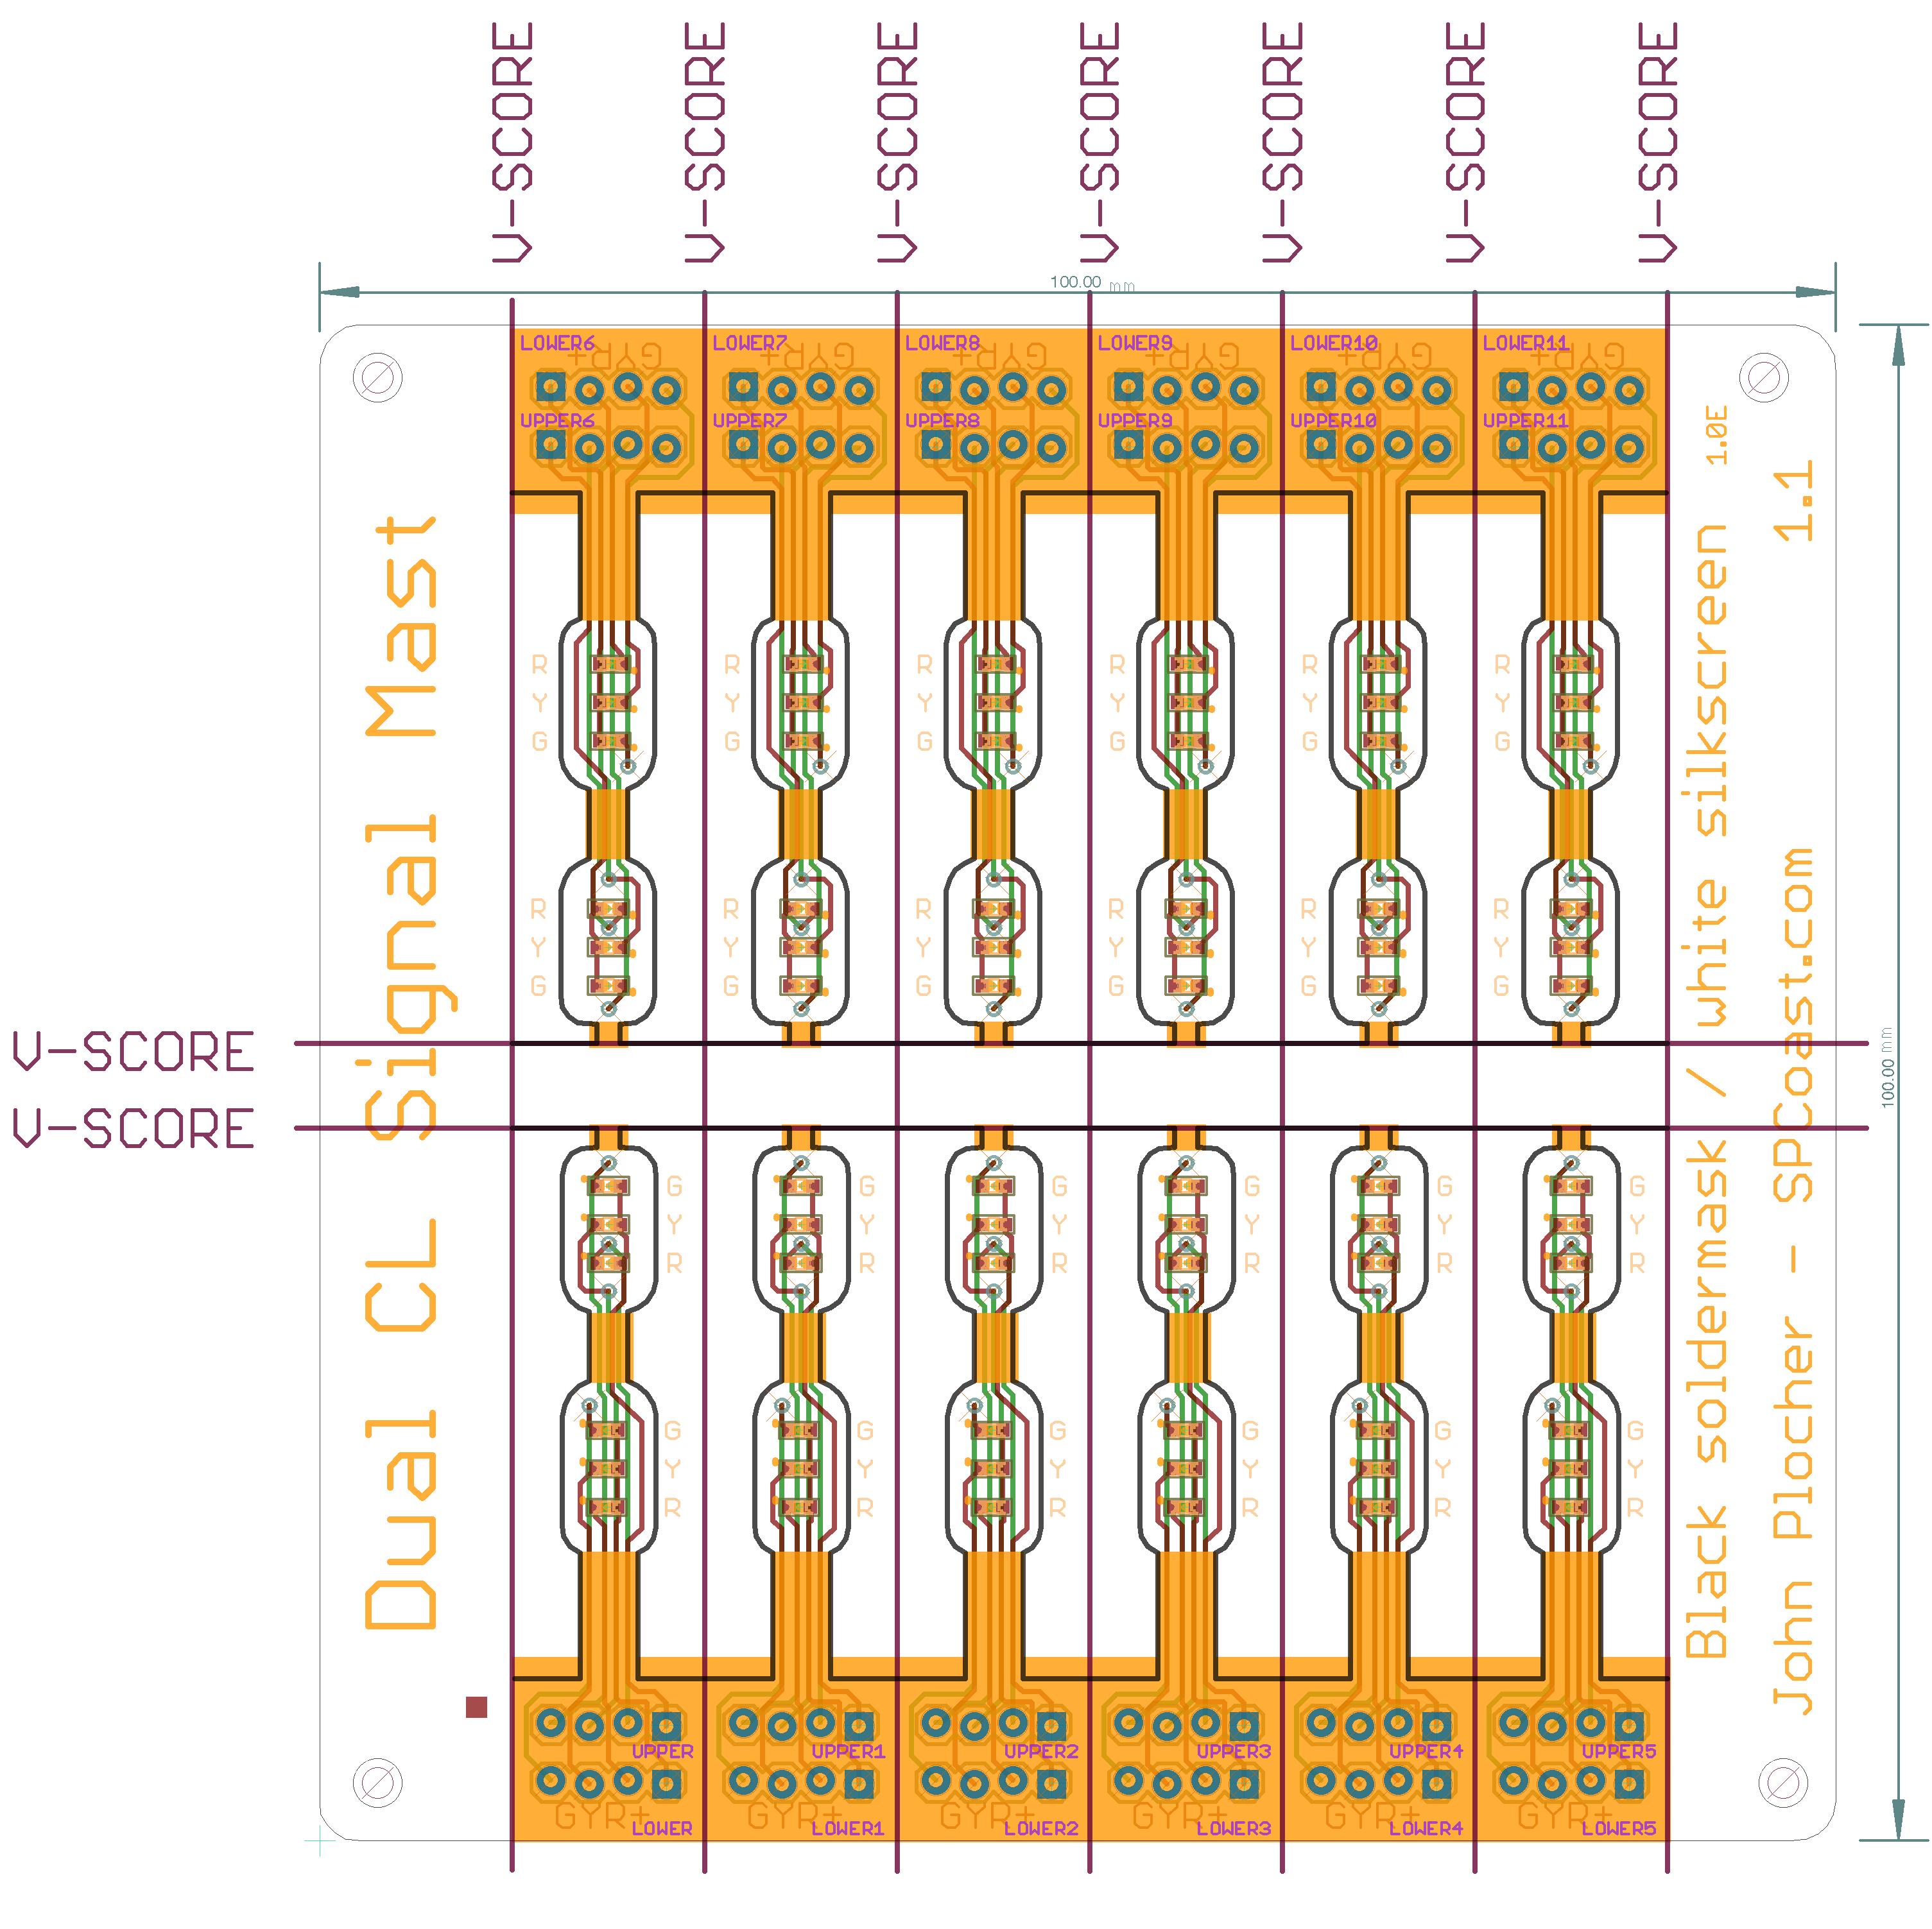 V-SCORE
V-SCORE
V-SCORE
V-SCORE
V-SCORE
V-SCORE
V-SCORE
100.00 mm
LOWER6 LOWER7 LOWER8 LOWER9 LOWER10 LOWER11
GYR+ GYR+ GYR+ GYR+ GYR+ GYR+
UPPER6 UPPER7 UPPER8 UPPER9 UPPER10 UPPER11
R R R R R R
Y Y Y Y Y Y
G G G G G G
R R R R R R
Y Y Y Y Y Y
G G G G G G
V-SCORE
V-SCORE
G G G G G G
Y Y Y Y Y Y
R R R R R R
G G G G G G
Y Y Y Y Y Y
R R R R R R
UPPER UPPER1 UPPER2 UPPER3 UPPER4 UPPER5
GYR+ GYR+ GYR+ GYR+ GYR+ GYR+
LOWER LOWER1 LOWER2 LOWER3 LOWER4 LOWER5
Dual CL Signal Mast
Black soldermask / white silkscreen 1.0E
John Plocher - SPCoast.com 1.1
100.00 mm